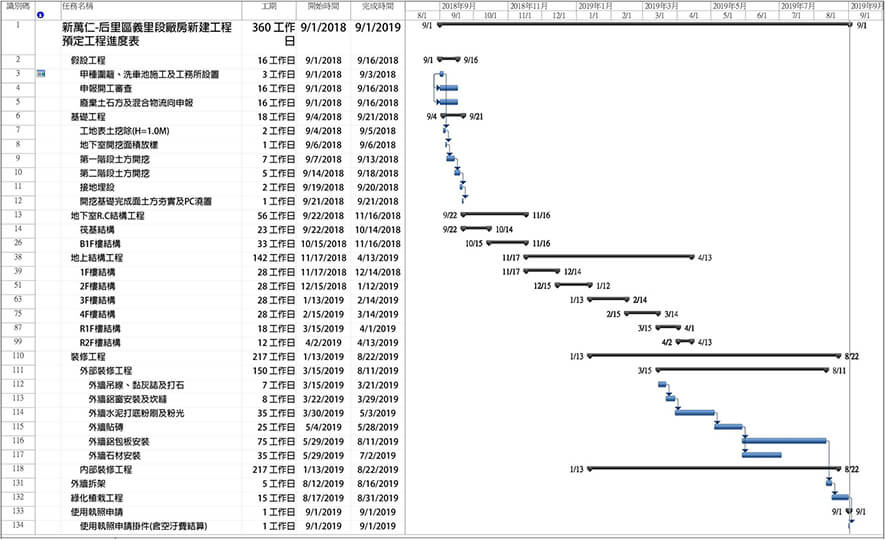 識別碼 任務名稱 工期 開始時間 完成時間 2018年9月 2018年11月 2019年1月 2019年3月 2019年5月 2019年7月 2019年9月
8/1 9/1 10/1 11/1 12/1 1/1 2/1 3/1 4/1 5/1 6/1 7/1 8/1 9/1
1 新萬仁-后里區義里段廠房新建工程 360 工作 9/1/2018 9/1/2019 9/1 9/1
預定工程進度表 日
2 假設工程 16 工作日 9/1/2018 9/16/2018 9/1 9/16
3 甲種圍籬、洗車池施工及工務所設置 3 工作日 9/1/2018 9/3/2018
4 申報開工審查 16 工作日 9/1/2018 9/16/2018
5 廢棄土石方及混合物流向申報 16 工作日 9/1/2018 9/16/2018
6 基礎工程 18 工作日 9/4/2018 9/21/2018 9/4 9/21
7 工地表土挖除(H=1.0M) 2 工作日 9/4/2018 9/5/2018
8 地下室開挖面積放樣 1 工作日 9/6/2018 9/6/2018
9 第一階段土方開挖 7 工作日 9/7/2018 9/13/2018
10 第二階段土方開挖 5 工作日 9/14/2018 9/18/2018
11 接地埋設 2 工作日 9/19/2018 9/20/2018
12 開挖基礎完成面土方夯實及PC澆置 1 工作日 9/21/2018 9/21/2018
13 地下室R.C結構工程 56 工作日 9/22/2018 11/16/2018 9/22 11/16
14 筏基結構 23 工作日 9/22/2018 10/14/2018 9/22 10/14
26 B1F樓結構 33 工作日 10/15/2018 11/16/2018 10/15 11/16
38 地上結構工程 142 工作日 11/17/2018 4/13/2019 11/17 4/13
39 1F樓結構 28 工作日 11/17/2018 12/14/2018 11/17 12/14
51 2F樓結構 28 工作日 12/15/2018 1/12/2019 12/15 1/12
63 3F樓結構 28 工作日 1/13/2019 2/14/2019 1/13 2/14
75 4F樓結構 28 工作日 2/15/2019 3/14/2019 2/15 3/14
87 R1F樓結構 18 工作日 3/15/2019 4/1/2019 3/15 4/1
99 R2F樓結構 12 工作日 4/2/2019 4/13/2019 4/2 4/13
110 裝修工程 217 工作日 1/13/2019 8/22/2019 1/13 8/22
111 外部裝修工程 150 工作日 3/15/2019 8/11/2019 3/15 8/11
112 外牆吊線、黏灰誌及打石 7 工作日 3/15/2019 3/21/2019
113 外牆鋁窗安裝及崁縫 8 工作日 3/22/2019 3/29/2019
114 外牆水泥打底粉刷及粉光 35 工作日 3/30/2019 5/3/2019
115 外牆貼磚 25 工作日 5/4/2019 5/28/2019
116 外牆鋁包板安裝 75 工作日 5/29/2019 8/11/2019
117 外牆石材安裝 35 工作日 5/29/2019 7/2/2019
118 內部裝修工程 217 工作日 1/13/2019 8/22/2019 1/13 8/22
131 外牆拆架 5 工作日 8/12/2019 8/16/2019
132 綠化植栽工程 15 工作日 8/17/2019 8/31/2019
133 使用執照申請 1 工作日 9/1/2019 9/1/2019 9/1 9/1
134 使用執照申請掛件(含空汙費結算) 1 工作日 9/1/2019 9/1/2019